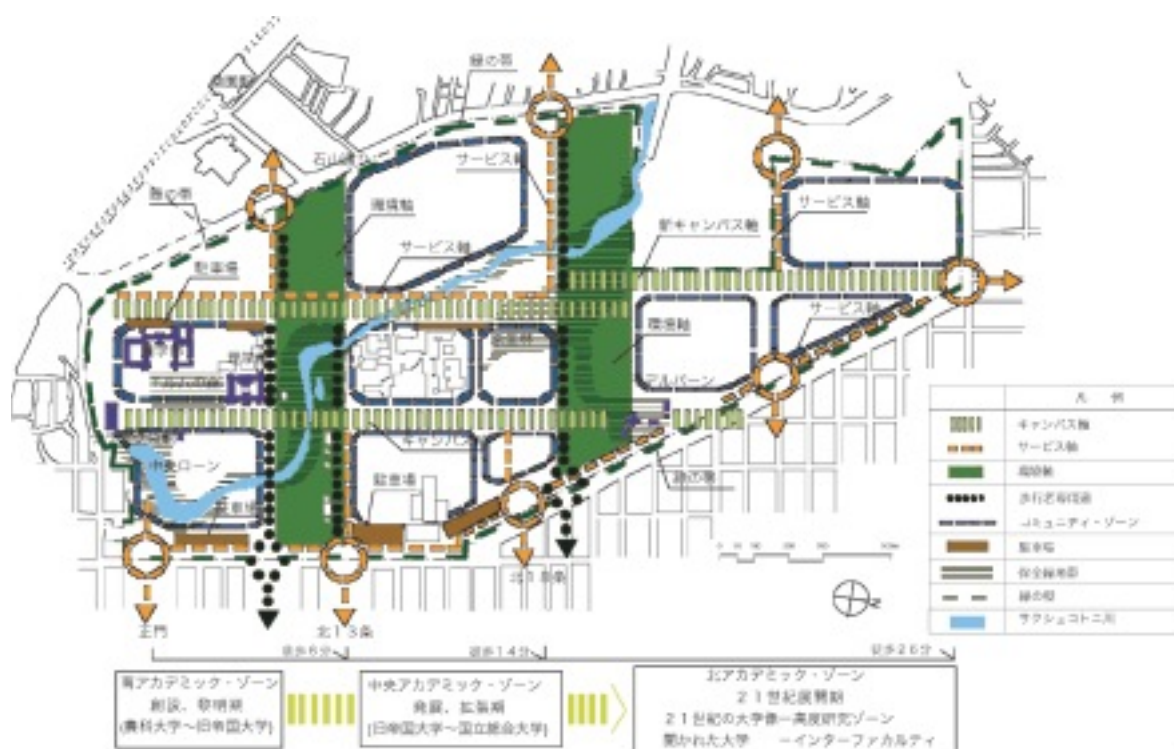 緑の帯
石山通り
サービス軸
環境軸
緑の帯
サービス軸
新キャンパス軸
サービス軸
駐車場
サービス軸
環境軸
中央ローン
駐車場
正門
北13条
北18条
徒歩6分
徒歩14分
徒歩26分
南アカデミック・ゾーン
創設、黎明期
(農科大学〜旧帝国大学)
中央アカデミック・ゾーン
発展、拡張期
(旧帝国大学〜国立総合大学)
北アカデミック・ゾーン
21世紀展開期
21世紀の大学像ー高度研究ゾーン
開かれた大学 ーインターファカルティ
凡 例
キャンパス軸
サービス軸
環境軸
歩行者専用道
コミュニティ・ゾーン
駐車場
保全緑地帯
緑の帯
サクシュコトニ川